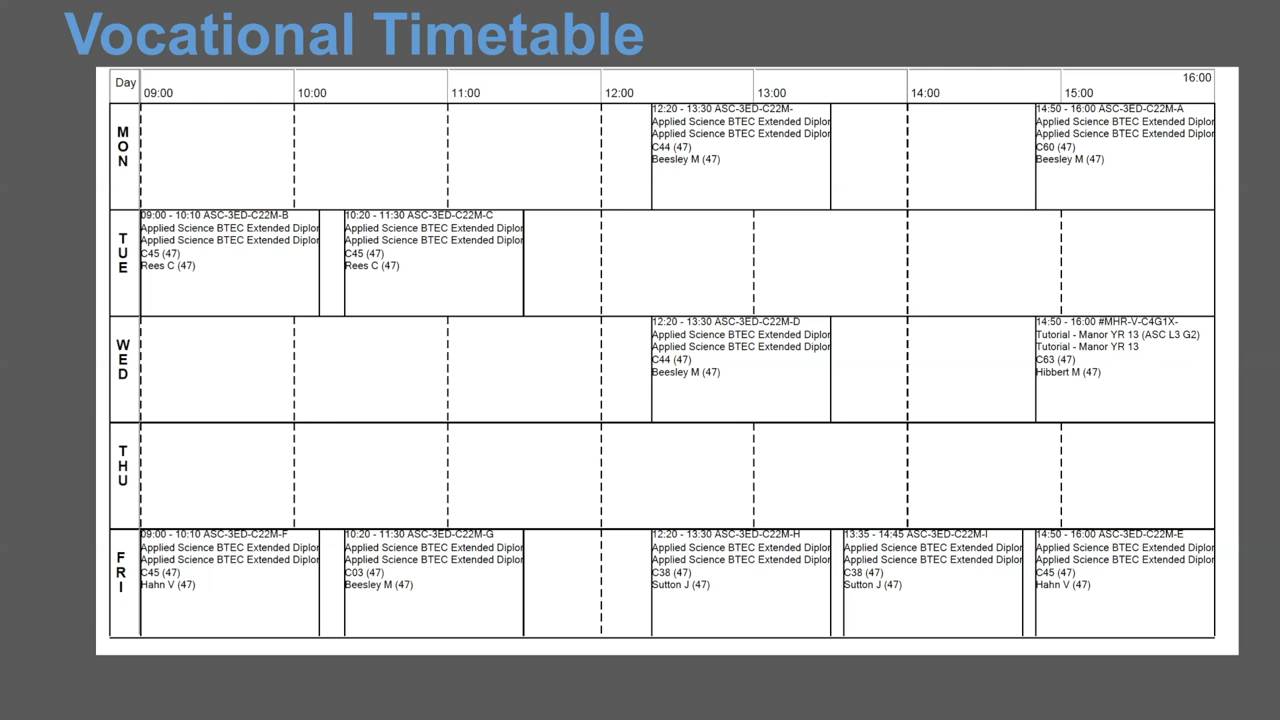 Vocational Timetable
Day
09:00
10:00
11:00
12:00
13:00
14:00
15:00
16:00
MON
12:20 - 13:30 ASC-3ED-C22M-
Applied Science BTEC Extended Diplor
Applied Science BTEC Extended Diplor
C44 (47)
Beesley M (47)
14:50 - 16:00 ASC-3ED-C22M-A
Applied Science BTEC Extended Diplor
Applied Science BTEC Extended Diplor
C60 (47)
Beesley M (47)
TUE
09:00 - 10:10 ASC-3ED-C22M-B
Applied Science BTEC Extended Diplor
Applied Science BTEC Extended Diplor
C45 (47)
Rees C (47)
10:20 - 11:30 ASC-3ED-C22M-C
Applied Science BTEC Extended Diplor
Applied Science BTEC Extended Diplor
C45 (47)
Rees C (47)
WED
12:20 - 13:30 ASC-3ED-C22M-D
Applied Science BTEC Extended Diplor
Applied Science BTEC Extended Diplor
C44 (47)
Beesley M (47)
14:50 - 16:00 #MHR-V-C4G1X-
Tutorial - Manor YR 13 (ASC L3 G2)
Tutorial - Manor YR 13
C63 (47)
Hibbert M (47)
THU
FRI
09:00 - 10:10 ASC-3ED-C22M-F
Applied Science BTEC Extended Diplor
Applied Science BTEC Extended Diplor
C45 (47)
Hahn V (47)
10:20 - 11:30 ASC-3ED-C22M-G
Applied Science BTEC Extended Diplor
Applied Science BTEC Extended Diplor
C03 (47)
Beesley M (47)
12:20 - 13:30 ASC-3ED-C22M-H
Applied Science BTEC Extended Diplor
Applied Science BTEC Extended Diplor
C38 (47)
Sutton J (47)
13:35 - 14:45 ASC-3ED-C22M-I
Applied Science BTEC Extended Diplor
Applied Science BTEC Extended Diplor
C38 (47)
Sutton J (47)
14:50 - 16:00 ASC-3ED-C22M-E
Applied Science BTEC Extended Diplor
Applied Science BTEC Extended Diplor
C45 (47)
Hahn V (47)